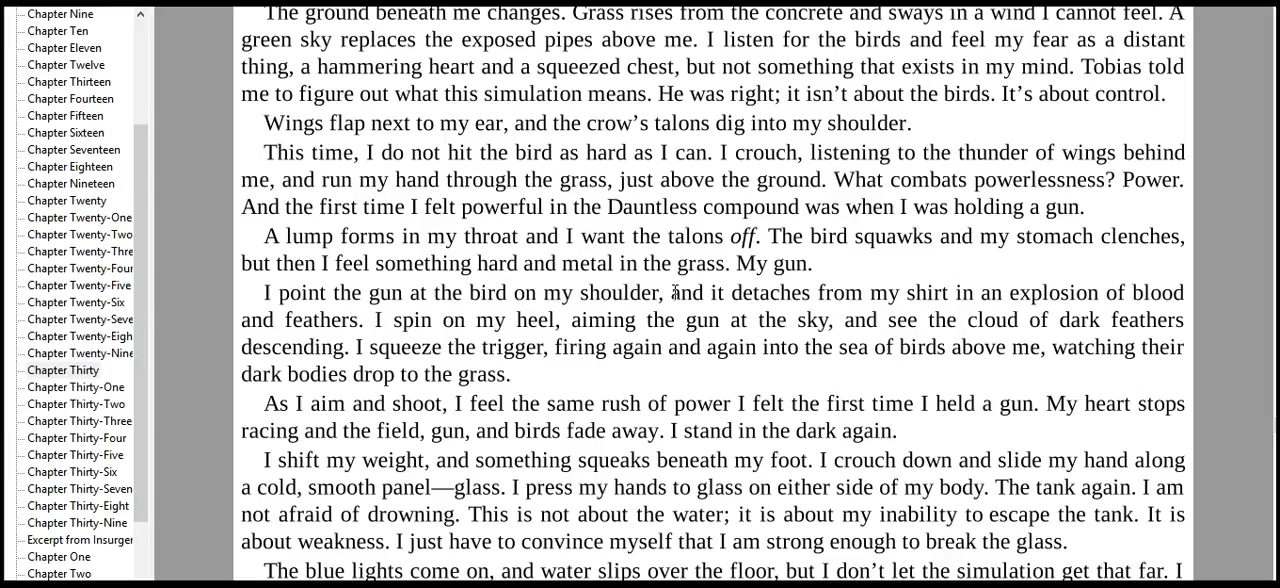 Chapter Nine
Chapter Ten
Chapter Eleven
Chapter Twelve
Chapter Thirteen
Chapter Fourteen
Chapter Fifteen
Chapter Sixteen
Chapter Seventeen
Chapter Eighteen
Chapter Nineteen
Chapter Twenty
Chapter Twenty-One
Chapter Twenty-Two
Chapter Twenty-Thre
Chapter Twenty-Four
Chapter Twenty-Five
Chapter Twenty-Six
Chapter Twenty-Seve
Chapter Twenty-Eigh
Chapter Twenty-Nine
Chapter Thirty
Chapter Thirty-One
Chapter Thirty-Two
Chapter Thirty-Three
Chapter Thirty-Four
Chapter Thirty-Five
Chapter Thirty-Six
Chapter Thirty-Seven
Chapter Thirty-Eight
Chapter Thirty-Nine
Excerpt from Insurger
Chapter One
Chapter Two
The ground beneath me changes. Grass rises from the concrete and sways in a wind I cannot feel. A
green sky replaces the exposed pipes above me. I listen for the birds and feel my fear as a distant
thing, a hammering heart and a squeezed chest, but not something that exists in my mind. Tobias told
me to figure out what this simulation means. He was right; it isn’t about the birds. It’s about control.
Wings flap next to my ear, and the crow’s talons dig into my shoulder.
This time, I do not hit the bird as hard as I can. I crouch, listening to the thunder of wings behind
me, and run my hand through the grass, just above the ground. What combats powerlessness? Power.
And the first time I felt powerful in the Dauntless compound was when I was holding a gun.
A lump forms in my throat and I want the talons off. The bird squawks and my stomach clenches,
but then I feel something hard and metal in the grass. My gun.
I point the gun at the bird on my shoulder, and it detaches from my shirt in an explosion of blood
and feathers. I spin on my heel, aiming the gun at the sky, and see the cloud of dark feathers
descending. I squeeze the trigger, firing again and again into the sea of birds above me, watching their
dark bodies drop to the grass.
As I aim and shoot, I feel the same rush of power I felt the first time I held a gun. My heart stops
racing and the field, gun, and birds fade away. I stand in the dark again.
I shift my weight, and something squeaks beneath my foot. I crouch down and slide my hand along
a cold, smooth panel—glass. I press my hands to glass on either side of my body. The tank again. I am
not afraid of drowning. This is not about the water; it is about my inability to escape the tank. It is
about weakness. I just have to convince myself that I am strong enough to break the glass.
The blue lights come on, and water slips over the floor, but I don’t let the simulation get that far. I